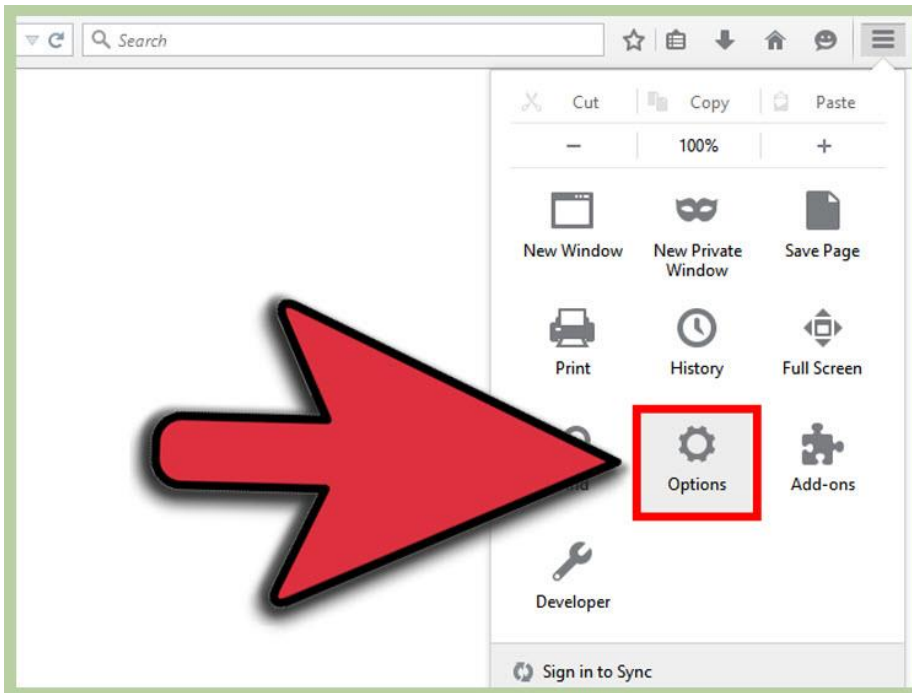 Search
Cut Copy Paste
100%
New Window New Private Window Save Page
Print History Full Screen
Options Add-ons
Developer
Sign in to Sync